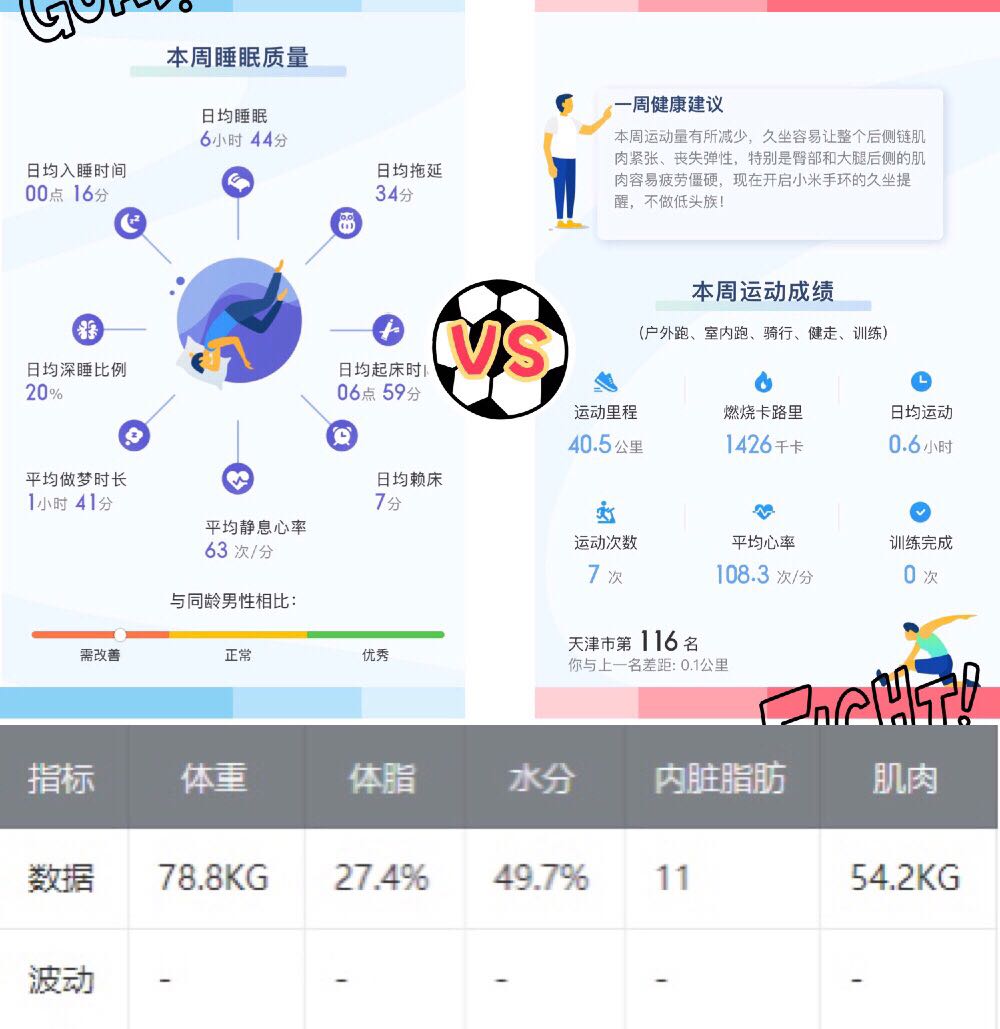 GOAL!
本周睡眠质量
日均睡眠
6小时 44分
日均入睡时间
00点 16分
日均拖延
34分
日均深睡比例
20%
日均起床时
06点 59分
平均做梦时长
1小时 41分
日均赖床
7分
平均静息心率
63 次/分
与同龄男性相比:
需改善 正常 优秀
VS
一周健康建议
本周运动量有所减少，久坐容易让整个后侧链肌
肉紧张、丧失弹性，特别是臀部和大腿后侧的肌
肉容易疲劳僵硬，现在开启小米手环的久坐提
醒，不做低头族！
本周运动成绩
(户外跑、室内跑、骑行、健走、训练)
运动里程 燃烧卡路里 日均运动
40.5公里 1426千卡 0.6小时
运动次数 平均心率 训练完成
7 次 108.3 次/分 0 次
天津市第 116 名
你与上一名差距: 0.1公里
FIGHT!
指标 体重 体脂 水分 内脏脂肪 肌肉
数据 78.8KG 27.4% 49.7% 11 54.2KG
波动 - - - - -